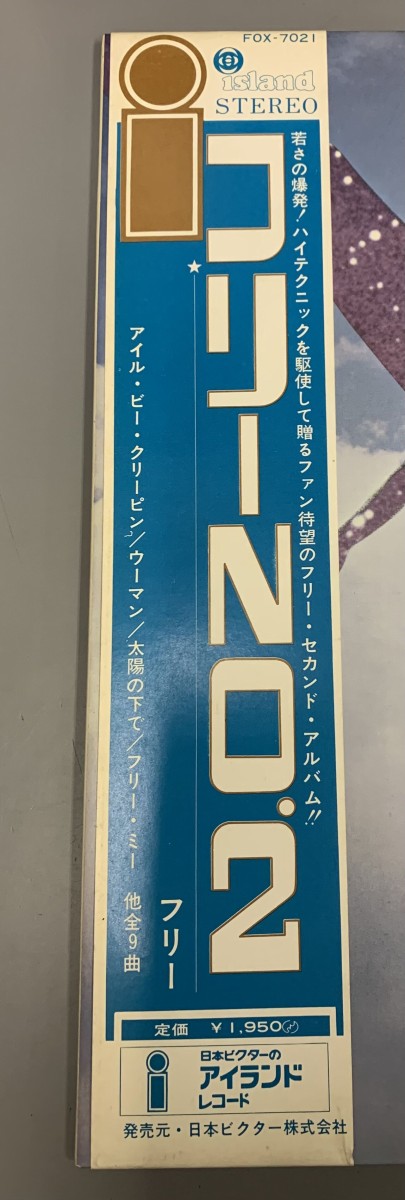 FOX-7021
island
STEREO
若さの爆発!ハイテクニックを駆使して贈るファン待望のフリー・セカンド・アルバム!!
フリーNO.2
★
フリー
アイル・ビー・クリーピン/ウーマン/太陽の下で/フリー・ミー 他全9曲
定価 ¥1,950
日本ビクターの
アイランド
レコード
発売元・日本ビクター株式会社